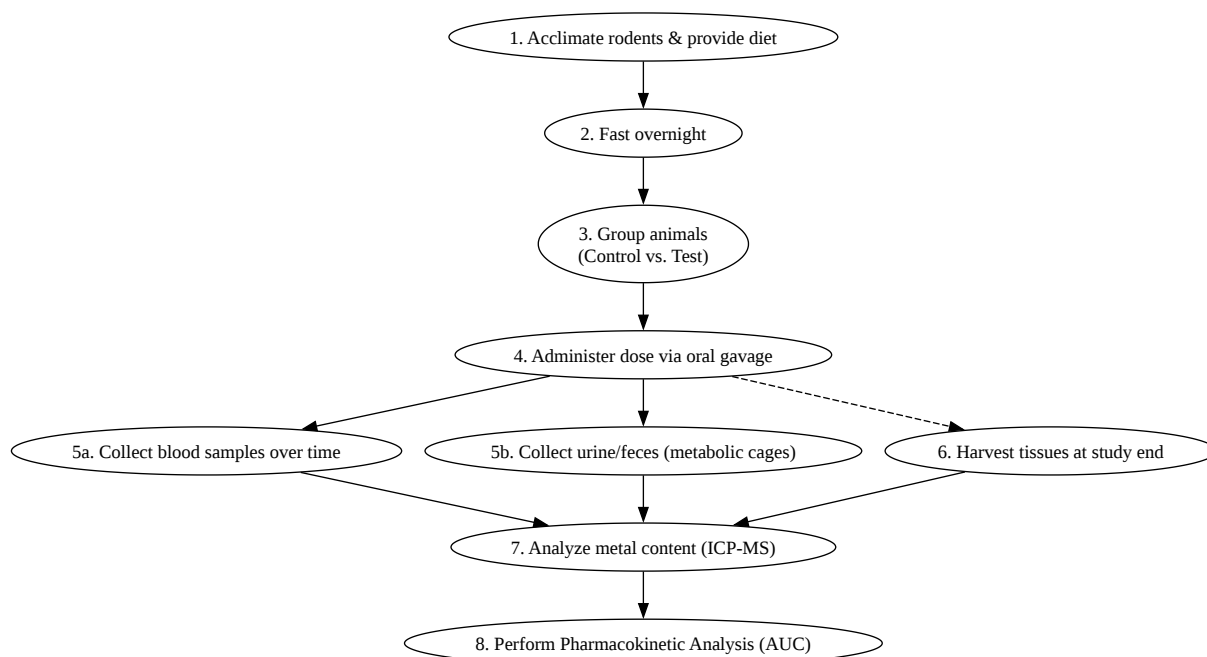 1. Acclimate rodents & provide diet
2. Fast overnight
3. Group animals
(Control vs. Test)
4. Administer dose via oral gavage
5a. Collect blood samples over time
5b. Collect urine/feces (metabolic cages)
6. Harvest tissues at study end
7. Analyze metal content (ICP-MS)
8. Perform Pharmacokinetic Analysis (AUC)